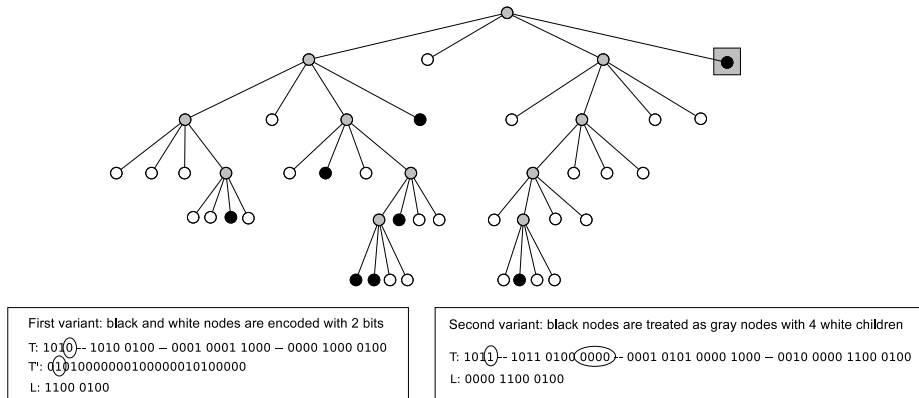 First variant: black and white nodes are encoded with 2 bits
T: 1010 -- 1010 0100 – 0001 0001 1000 – 0000 1000 0100
T': 010100000001000000010100000
L: 1100 0100
Second variant: black nodes are treated as gray nodes with 4 white children
T: 1011 -- 1011 0100 0000 -- 0001 0101 0000 1000 – 0010 0000 1100 0100
L: 0000 1100 0100